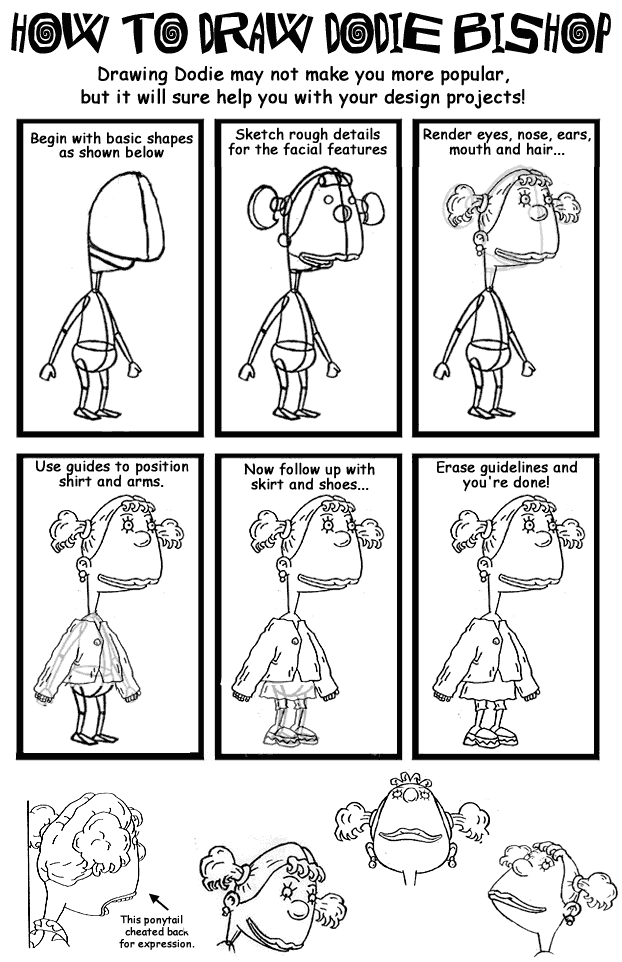 HOW TO DRAW DODIE BISHOP
Drawing Dodie may not make you more popular,
but it will sure help you with your design projects!
Begin with basic shapes
as shown below
Sketch rough details
for the facial features
Render eyes, nose, ears,
mouth and hair...
Use guides to position
shirt and arms.
Now follow up with
skirt and shoes...
Erase guidelines and
you're done!
This ponytail
cheated back
for expression.